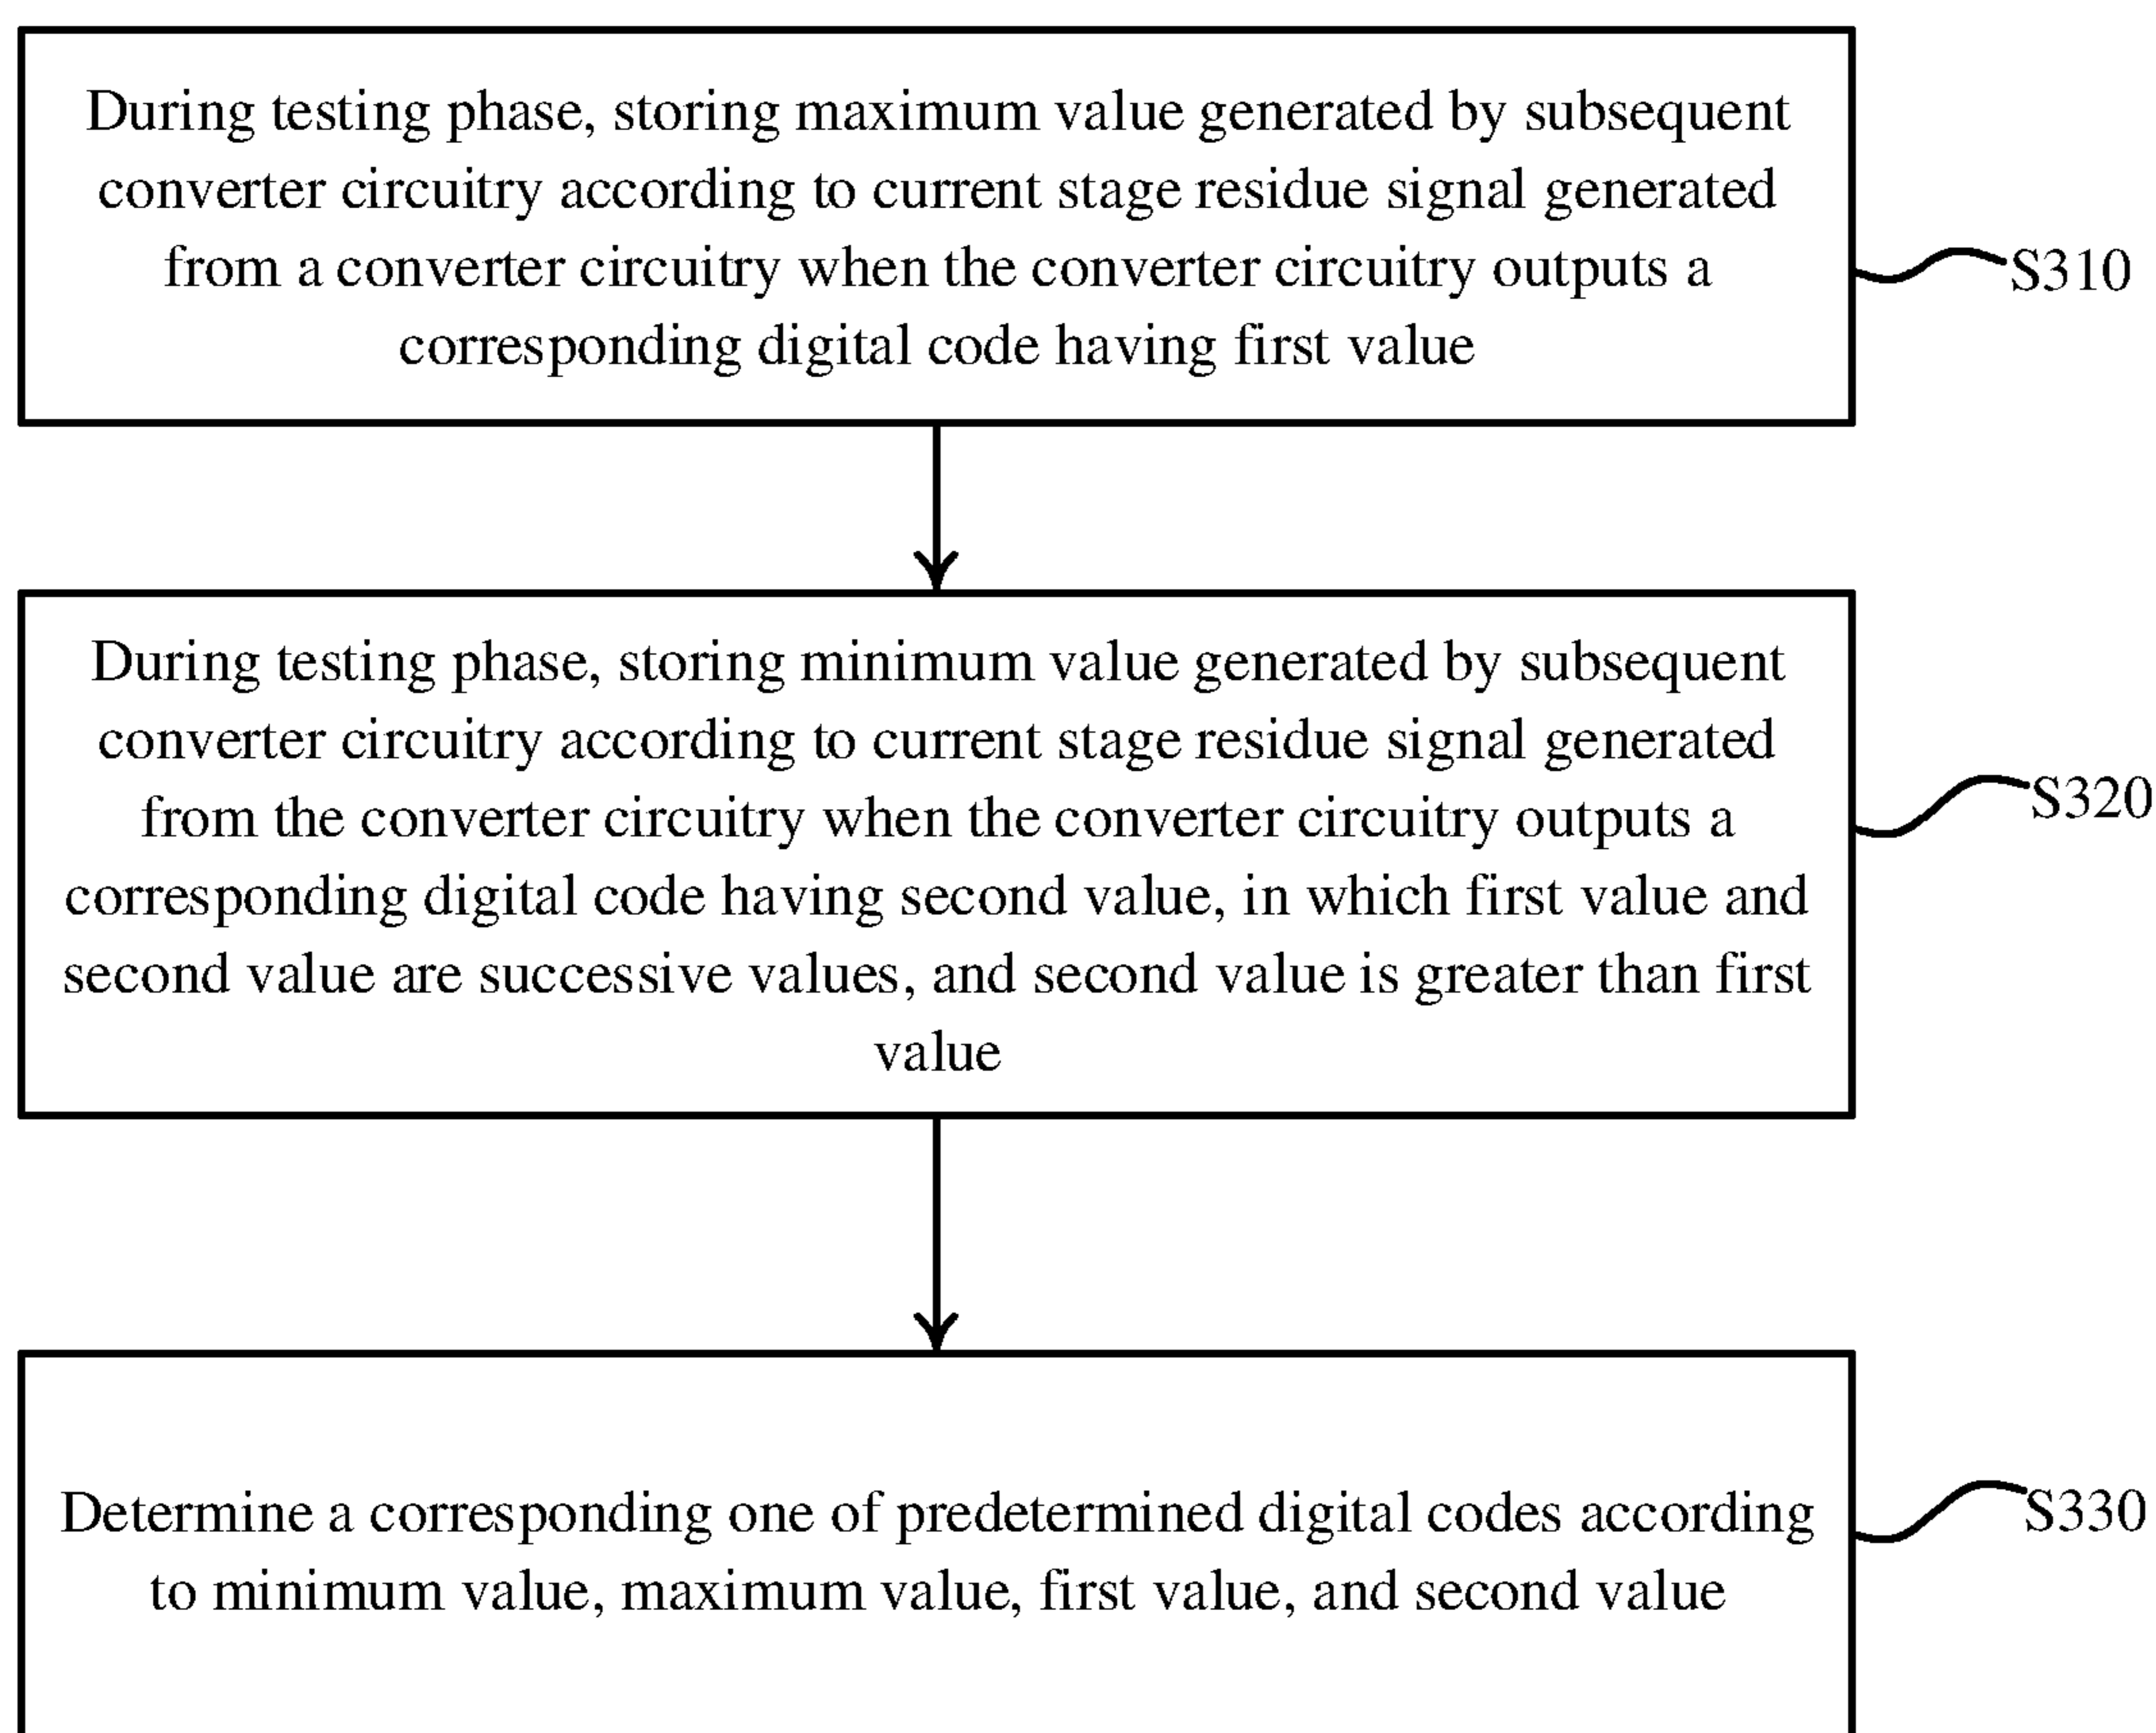 During testing phase, storing maximum value generated by subsequent
converter circuitry according to current stage residue signal generated
from a converter circuitry when the converter circuitry outputs a
corresponding digital code having first value
S310
During testing phase, storing minimum value generated by subsequent
converter circuitry according to current stage residue signal generated
from the converter circuitry when the converter circuitry outputs a
corresponding digital code having second value, in which first value and
second value are successive values, and second value is greater than first
value
S320
Determine a corresponding one of predetermined digital codes according
to minimum value, maximum value, first value, and second value
S330